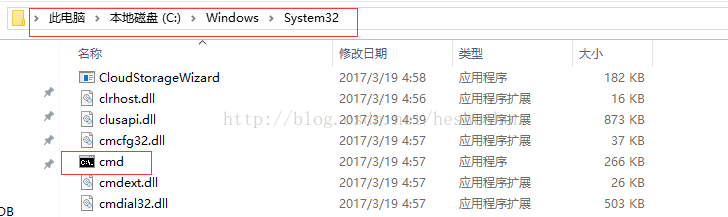 此电脑 > 本地磁盘 (C:) > Windows > System32
名称 修改日期 类型 大小
CloudStorageWizard 2017/3/19 4:58 应用程序 182 KB
clrhost.dll 2017/3/19 4:56 应用程序扩展 16 KB
clusapi.dll 2017/3/19 4:59 应用程序扩展 873 KB
cmcfg32.dll 2017/3/19 4:57 应用程序扩展 37 KB
cmd 2017/3/19 4:57 应用程序 266 KB
cmdext.dll 2017/3/19 4:57 应用程序扩展 26 KB
cmdial32.dll 2017/3/19 4:57 应用程序扩展 503 KB
OB